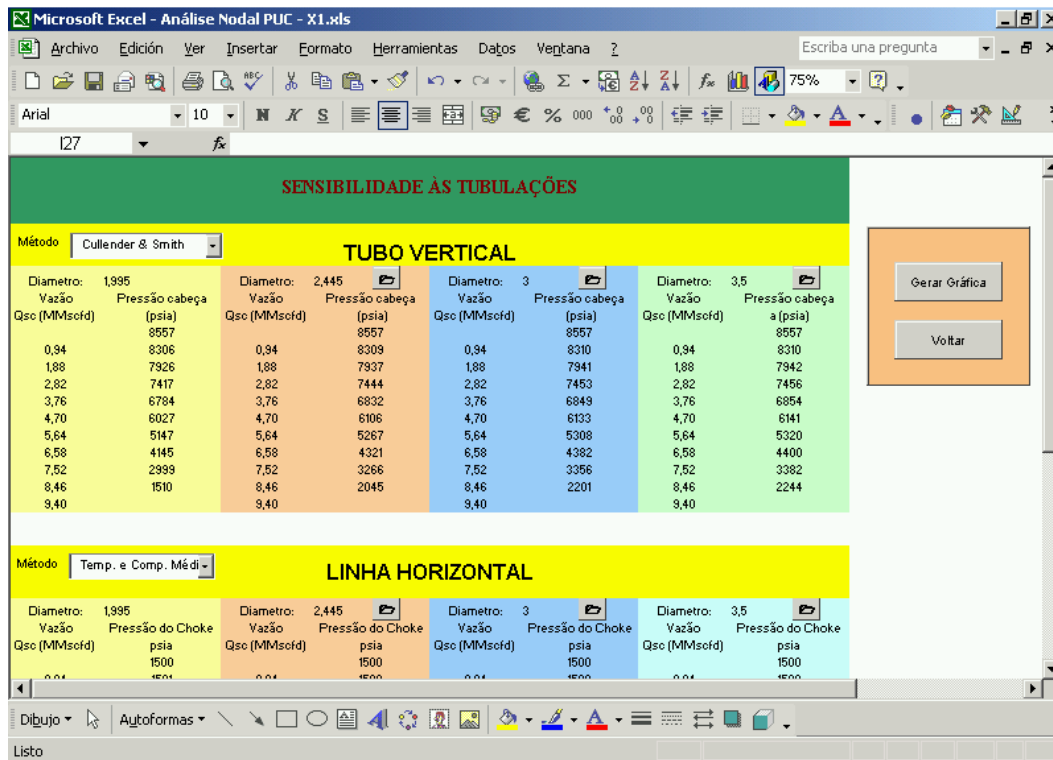 Microsoft Excel - Análise Nodal PUC - X1.xls
Archivo Edición Ver Insertar Formato Herramientas Datos Ventana ? Escriba una pregunta
75%
Arial 10 N K S € % 000
I27 fx
SENSIBILIDADE ÀS TUBULAÇÕES
Método Cullender & Smith TUBO VERTICAL
Diametro: 1,995 Diametro: 2,445 Diametro: 3 Diametro: 3,5
Vazão Pressão cabeça Vazão Pressão cabeça Vazão Pressão cabeça Vazão Pressão cabeça
Qsc (MMscfd) (psia) Qsc (MMscfd) (psia) Qsc (MMscfd) (psia) Qsc (MMscfd) a (psia)
8557 8557 8557 8557
0,94 8306 0,94 8309 0,94 8310 0,94 8310
1,88 7926 1,88 7937 1,88 7941 1,88 7942
2,82 7417 2,82 7444 2,82 7453 2,82 7456
3,76 6784 3,76 6832 3,76 6849 3,76 6854
4,70 6027 4,70 6106 4,70 6133 4,70 6141
5,64 5147 5,64 5267 5,64 5308 5,64 5320
6,58 4145 6,58 4321 6,58 4382 6,58 4400
7,52 2999 7,52 3266 7,52 3356 7,52 3382
8,46 1510 8,46 2045 8,46 2201 8,46 2244
9,40 9,40 9,40 9,40
Gerar Gráfica
Voltar
Método Temp. e Comp. Médi LINHA HORIZONTAL
Diametro: 1,995 Diametro: 2,445 Diametro: 3 Diametro: 3,5
Vazão Pressão do Choke Vazão Pressão do Choke Vazão Pressão do Choke Vazão Pressão do Choke
Qsc (MMscfd) psia Qsc (MMscfd) psia Qsc (MMscfd) psia Qsc (MMscfd) psia
1500 1500 1500 1500
Dibujo Autoformas
Listo